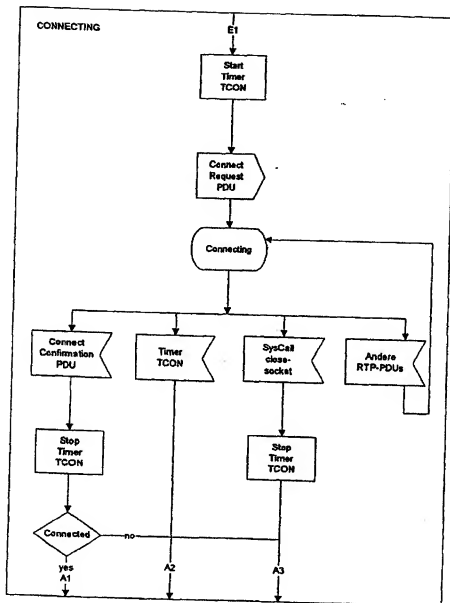 CONNECTING
E1
Start
Timer
TCON
Connect
Request
PDU
Connecting
Connect
Confirmation
PDU
Timer
TCON
SysCall
close-
socket
Andere
RTP-PDUs
Stop
Timer
TCON
Stop
Timer
TCON
Connected
no
yes
A1
A2
A3